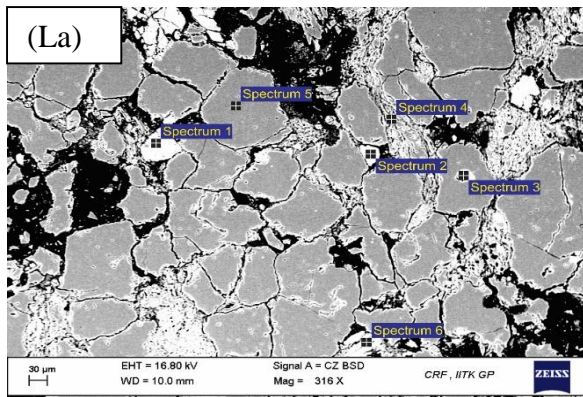 (La)
Spectrum 5
Spectrum 4
Spectrum 1
Spectrum 2
Spectrum 3
Spectrum 6
30 µm
EHT = 16.80 kV
Signal A = CZ BSD
WD = 10.0 mm
Mag = 316 X
CRF , IITK GP
ZEISS